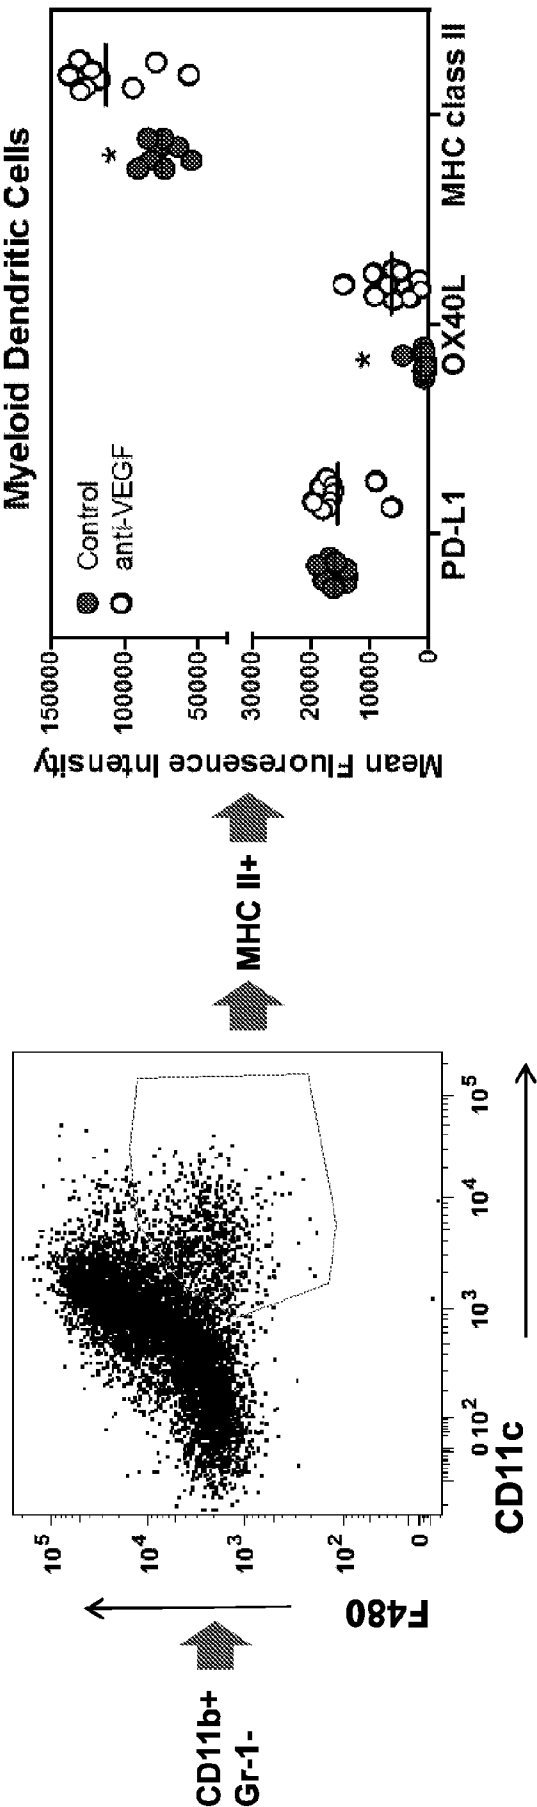 CD11b+
Gr-1-
F480
10^5
10^4
10^3
10^2
0
0 10^2
10^3
10^4
10^5
CD11c
MHC II+
Myeloid Dendritic Cells
Mean Fluoresence Intensity
150000
100000
50000
30000
20000
10000
0
Control
anti-VEGF
*
*
PD-L1
OX40L
MHC class II